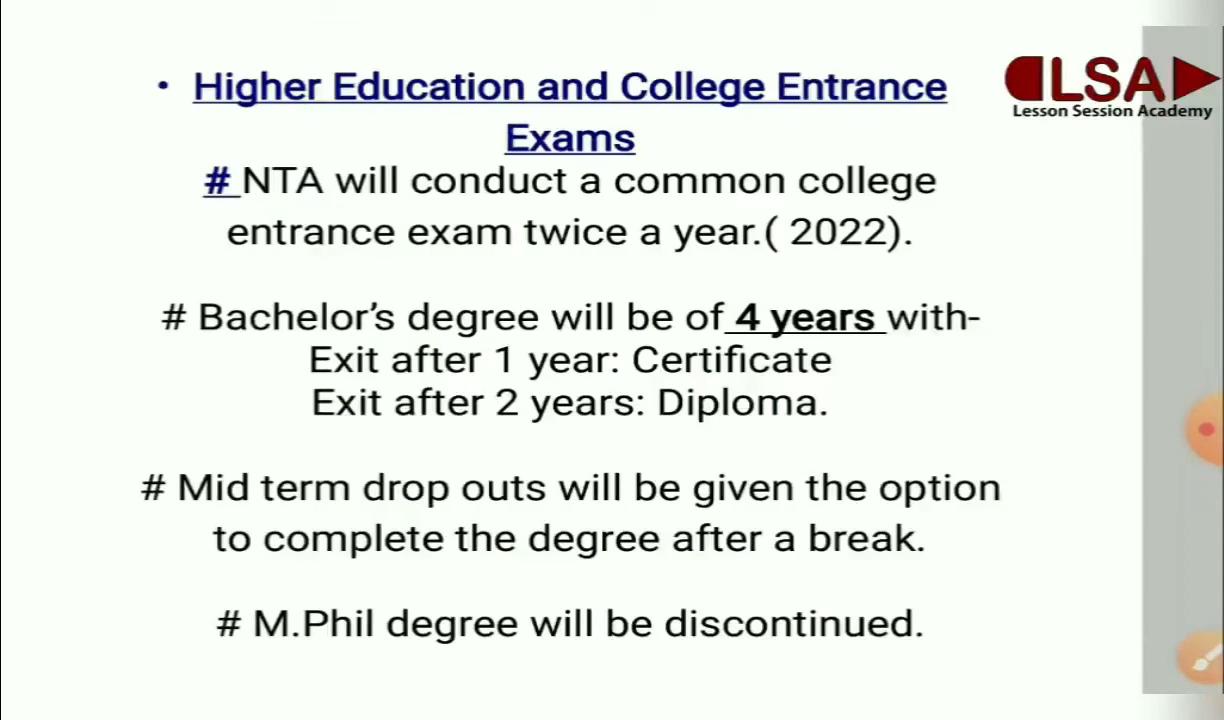 • Higher Education and College Entrance
Exams
# NTA will conduct a common college
entrance exam twice a year.( 2022).
# Bachelor’s degree will be of 4 years with-
Exit after 1 year: Certificate
Exit after 2 years: Diploma.
# Mid term drop outs will be given the option
to complete the degree after a break.
# M.Phil degree will be discontinued.
LSA
Lesson Session Academy